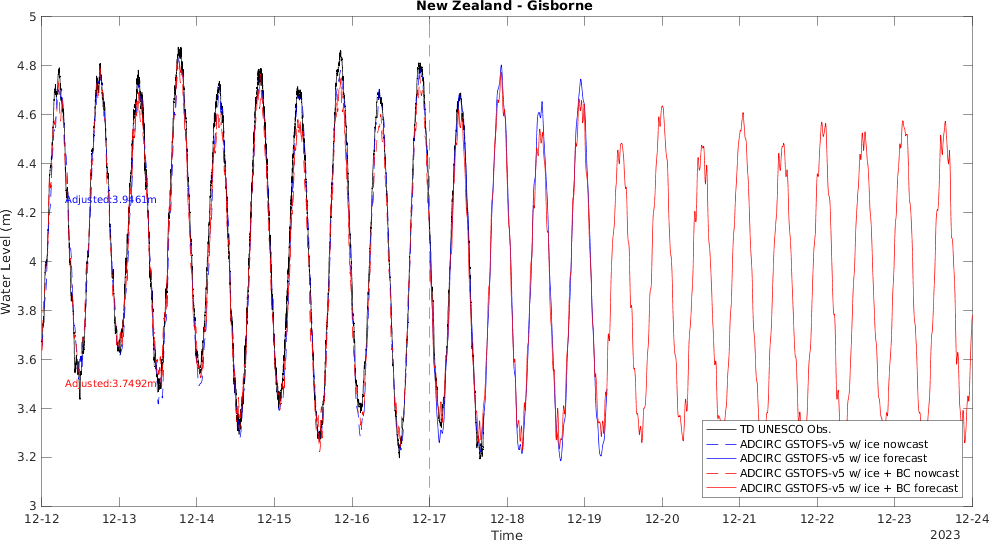 New Zealand - Gisborne
5
4.8
4.6
4.4
4.2
4
3.8
3.6
3.4
3.2
3
Water Level (m)
Adjusted:3.9461m
Adjusted:3.7492m
TD UNESCO Obs.
ADCIRC GSTOFS-v5 w/ ice nowcast
ADCIRC GSTOFS-v5 w/ ice forecast
ADCIRC GSTOFS-v5 w/ ice + BC nowcast
ADCIRC GSTOFS-v5 w/ ice + BC forecast
12-12 12-13 12-14 12-15 12-16 12-17 12-18 12-19 12-20 12-21 12-22 12-23 12-24
Time
2023